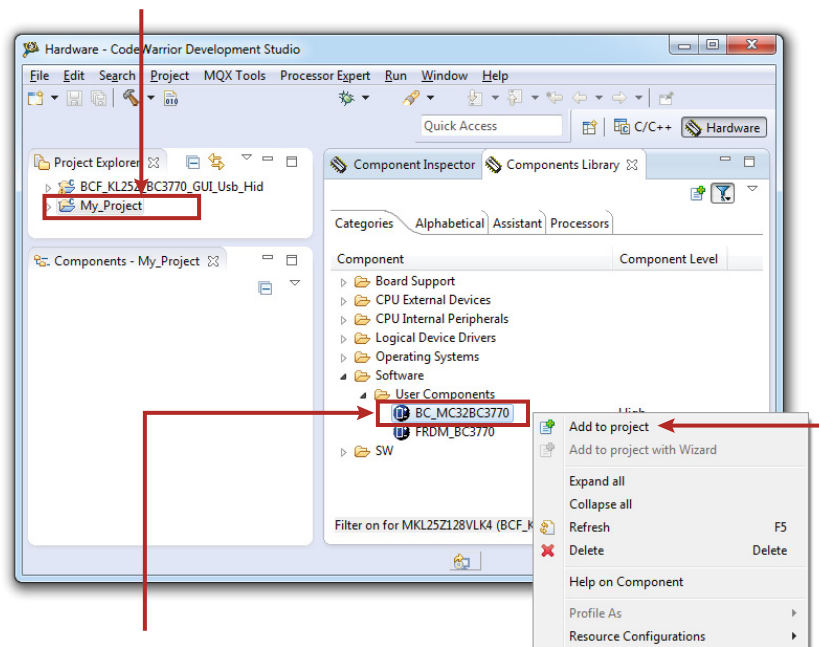 Hardware - CodeWarrior Development Studio
File Edit Search Project MQX Tools Processor Expert Run Window Help
010
Quick Access C/C++ Hardware
Project Explorer
BCF_KL25Z_BC3770_GUI_Usb_Hid
My_Project
Components - My_Project
Component Inspector Components Library
Categories Alphabetical Assistant Processors
Component Component Level
Board Support
CPU External Devices
CPU Internal Peripherals
Logical Device Drivers
Operating Systems
Software
User Components
BC_MC32BC3770 High
FRDM_BC3770
SW
Filter on for MKL25Z128VLK4 (BCF_K
Add to project
Add to project with Wizard
Expand all
Collapse all
Refresh F5
Delete Delete
Help on Component
Profile As
Resource Configurations